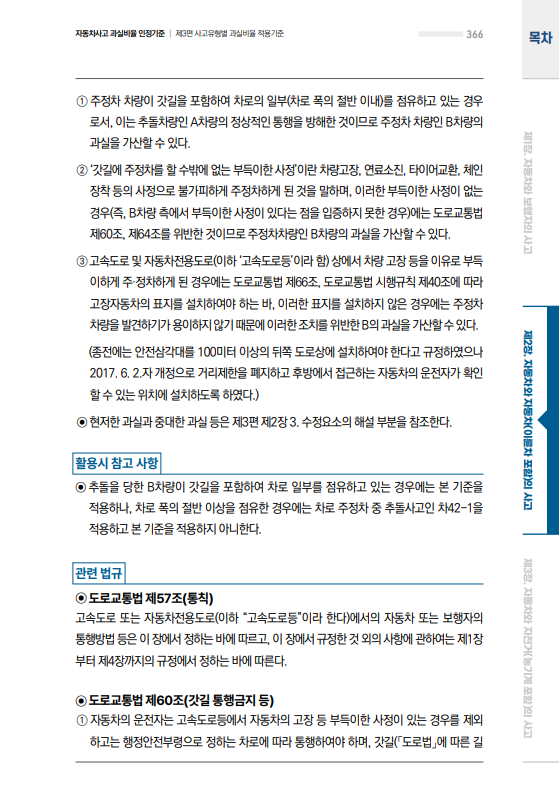 자동차사고 과실비율 인정기준 | 제3편 사고유형별 과실비율 적용기준
366
목차
① 주정차 차량이 갓길을 포함하여 차로의 일부(차로 폭의 절반 이내)를 점유하고 있는 경우
로서, 이는 추돌차량인 A차량의 정상적인 통행을 방해한 것이므로 주정차 차량인 B차량의
과실을 가산할 수 있다.
② ‘갓길에 주정차를 할 수밖에 없는 부득이한 사정’이란 차량고장, 연료소진, 타이어교환, 체인
장착 등의 사정으로 불가피하게 주정차하게 된 것을 말하며, 이러한 부득이한 사정이 없는
경우(즉, B차량 측에서 부득이한 사정이 있다는 점을 입증하지 못한 경우)에는 도로교통법
제60조, 제64조를 위반한 것이므로 주정차차량인 B차량의 과실을 가산할 수 있다.
③ 고속도로 및 자동차전용도로(이하 ‘고속도로등’이라 함) 상에서 차량 고장 등을 이유로 부득
이하게 주·정차하게 된 경우에는 도로교통법 제66조, 도로교통법 시행규칙 제40조에 따라
고장자동차의 표지를 설치하여야 하는 바, 이러한 표지를 설치하지 않은 경우에는 주정차
차량을 발견하기가 용이하지 않기 때문에 이러한 조치를 위반한 B의 과실을 가산할 수 있다.
(종전에는 안전삼각대를 100미터 이상의 뒤쪽 도로상에 설치하여야 한다고 규정하였으나
2017. 6. 2.자 개정으로 거리제한을 폐지하고 후방에서 접근하는 자동차의 운전자가 확인
할 수 있는 위치에 설치하도록 하였다.)
◉ 현저한 과실과 중대한 과실 등은 제3편 제2장 3. 수정요소의 해설 부분을 참조한다.
활용시 참고 사항
◉ 추돌을 당한 B차량이 갓길을 포함하여 차로 일부를 점유하고 있는 경우에는 본 기준을
적용하나, 차로 폭의 절반 이상을 점유한 경우에는 차로 주정차 중 추돌사고인 차42-1을
적용하고 본 기준을 적용하지 아니한다.
관련 법규
◉ 도로교통법 제57조(통칙)
고속도로 또는 자동차전용도로(이하 “고속도로등”이라 한다)에서의 자동차 또는 보행자의
통행방법 등은 이 장에서 정하는 바에 따르고, 이 장에서 규정한 것 외의 사항에 관하여는 제1장
부터 제4장까지의 규정에서 정하는 바에 따른다.
◉ 도로교통법 제60조(갓길 통행금지 등)
① 자동차의 운전자는 고속도로등에서 자동차의 고장 등 부득이한 사정이 있는 경우를 제외
하고는 행정안전부령으로 정하는 차로에 따라 통행하여야 하며, 갓길(「도로법」에 따른 길
제1장. 자동차와 보행자의 사고
제2장. 자동차와 자동차(이륜차 포함)의 사고
제3장. 자동차와 자전거(농기계 포함)의 사고